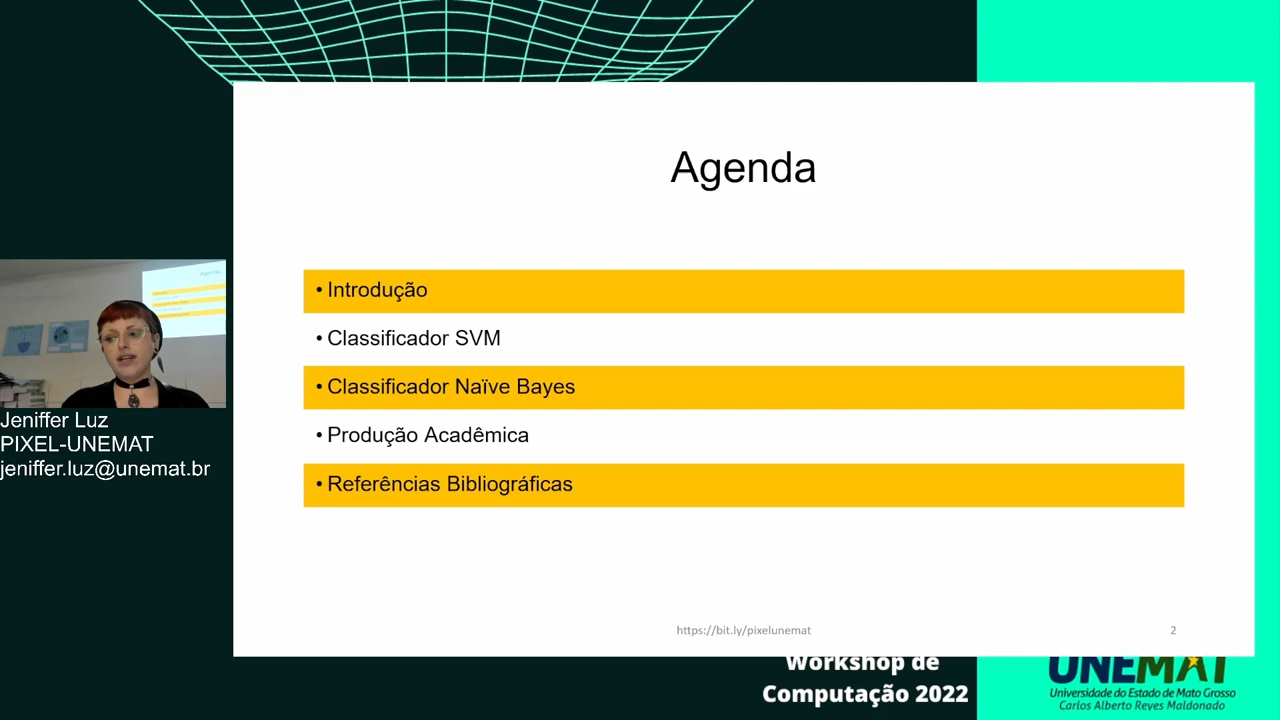 Agenda
• Introdução
• Classificador SVM
• Classificador Naïve Bayes
• Produção Acadêmica
• Referências Bibliográficas
https://bit.ly/pixelunemat
2
Jeniffer Luz
PIXEL-UNEMAT
jeniffer.luz@unemat.br
Workshop de
Computação 2022
UNEMAT
Universidade do Estado de Mato Grosso
Carlos Alberto Reyes Maldonado